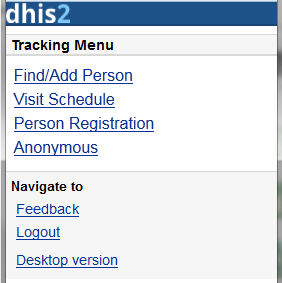 dhis2
Tracking Menu
Find/Add Person
Visit Schedule
Person Registration
Anonymous
Navigate to
Feedback
Logout
Desktop version